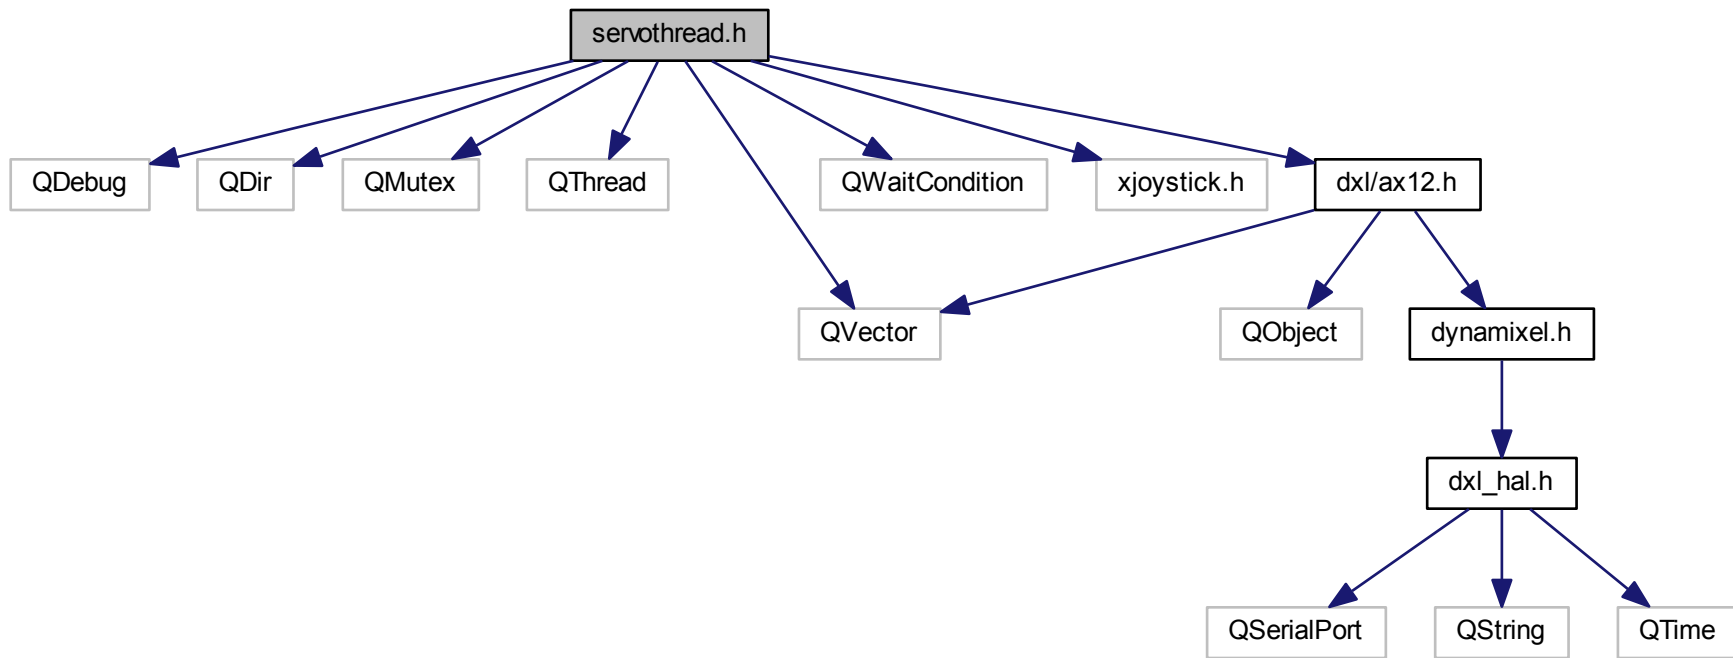 servothread.h
QDebug
QDir
QMutex
QThread
QWaitCondition
xjoystick.h
dxl/ax12.h
QVector
QObject
dynamixel.h
dxl_hal.h
QSerialPort
QString
QTime